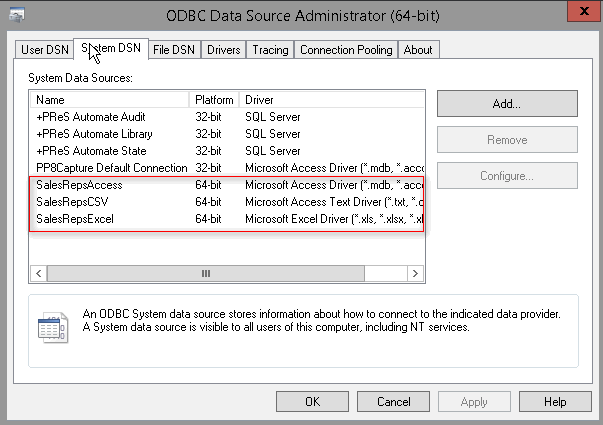 ODBC Data Source Administrator (64-bit)
User DSN System DSN File DSN Drivers Tracing Connection Pooling About
System Data Sources:
Name Platform Driver
+PReS Automate Audit 32-bit SQL Server
+PReS Automate Library 32-bit SQL Server
+PReS Automate State 32-bit SQL Server
PP8Capture Default Connection 32-bit Microsoft Access Driver (*.mdb, *.acc
SalesRepsAccess 64-bit Microsoft Access Driver (*.mdb, *.acc
SalesRepsCSV 64-bit Microsoft Access Text Driver (*.txt, *.c
SalesRepsExcel 64-bit Microsoft Excel Driver (*.xls, *.xlsx, *.xl
Add...
Remove
Configure...
An ODBC System data source stores information about how to connect to the indicated data provider.
A System data source is visible to all users of this computer, including NT services.
OK Cancel Apply Help